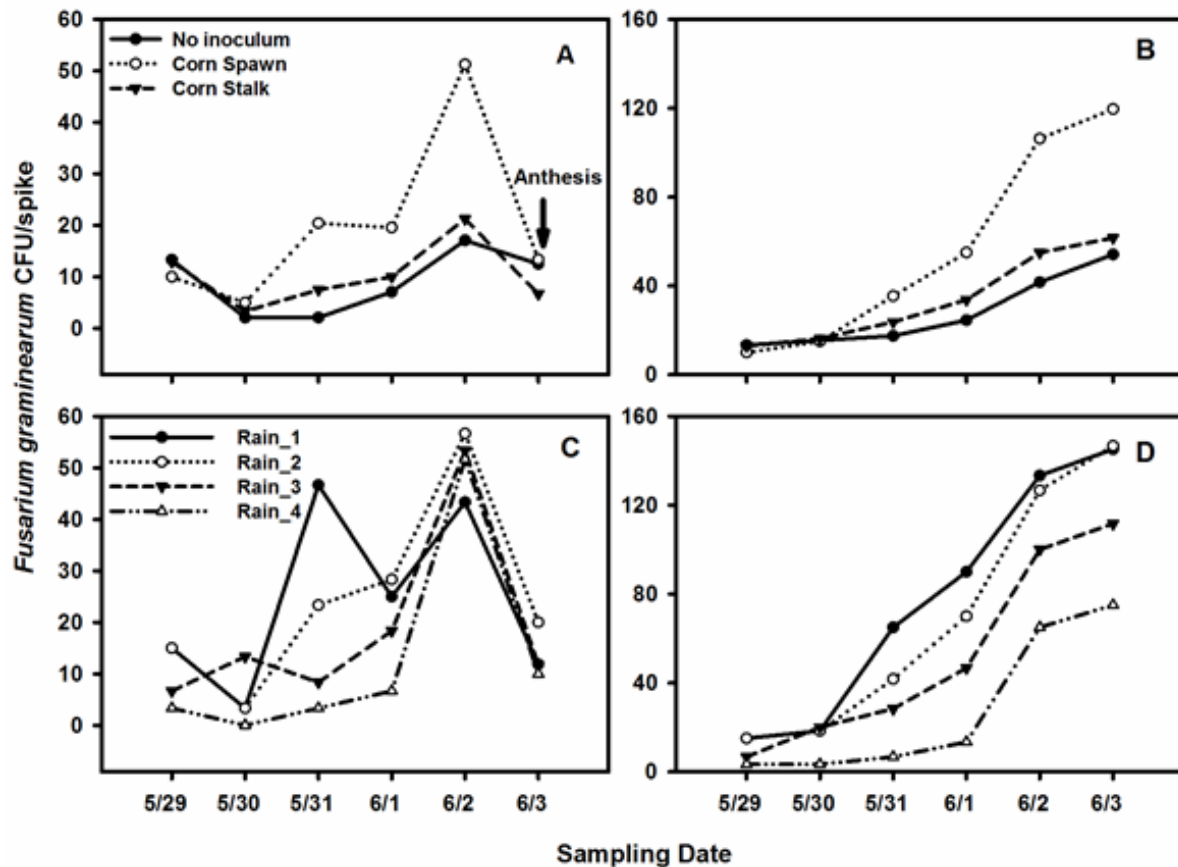 60
50
40
30
20
10
0
No inoculum
Corn Spawn
Corn Stalk
A
Anthesis
160
120
80
40
0
B
Fusarium graminearum CFU/spike
60
50
40
30
20
10
0
Rain_1
Rain_2
Rain_3
Rain_4
C
160
120
80
40
0
D
5/29 5/30 5/31 6/1 6/2 6/3
5/29 5/30 5/31 6/1 6/2 6/3
Sampling Date